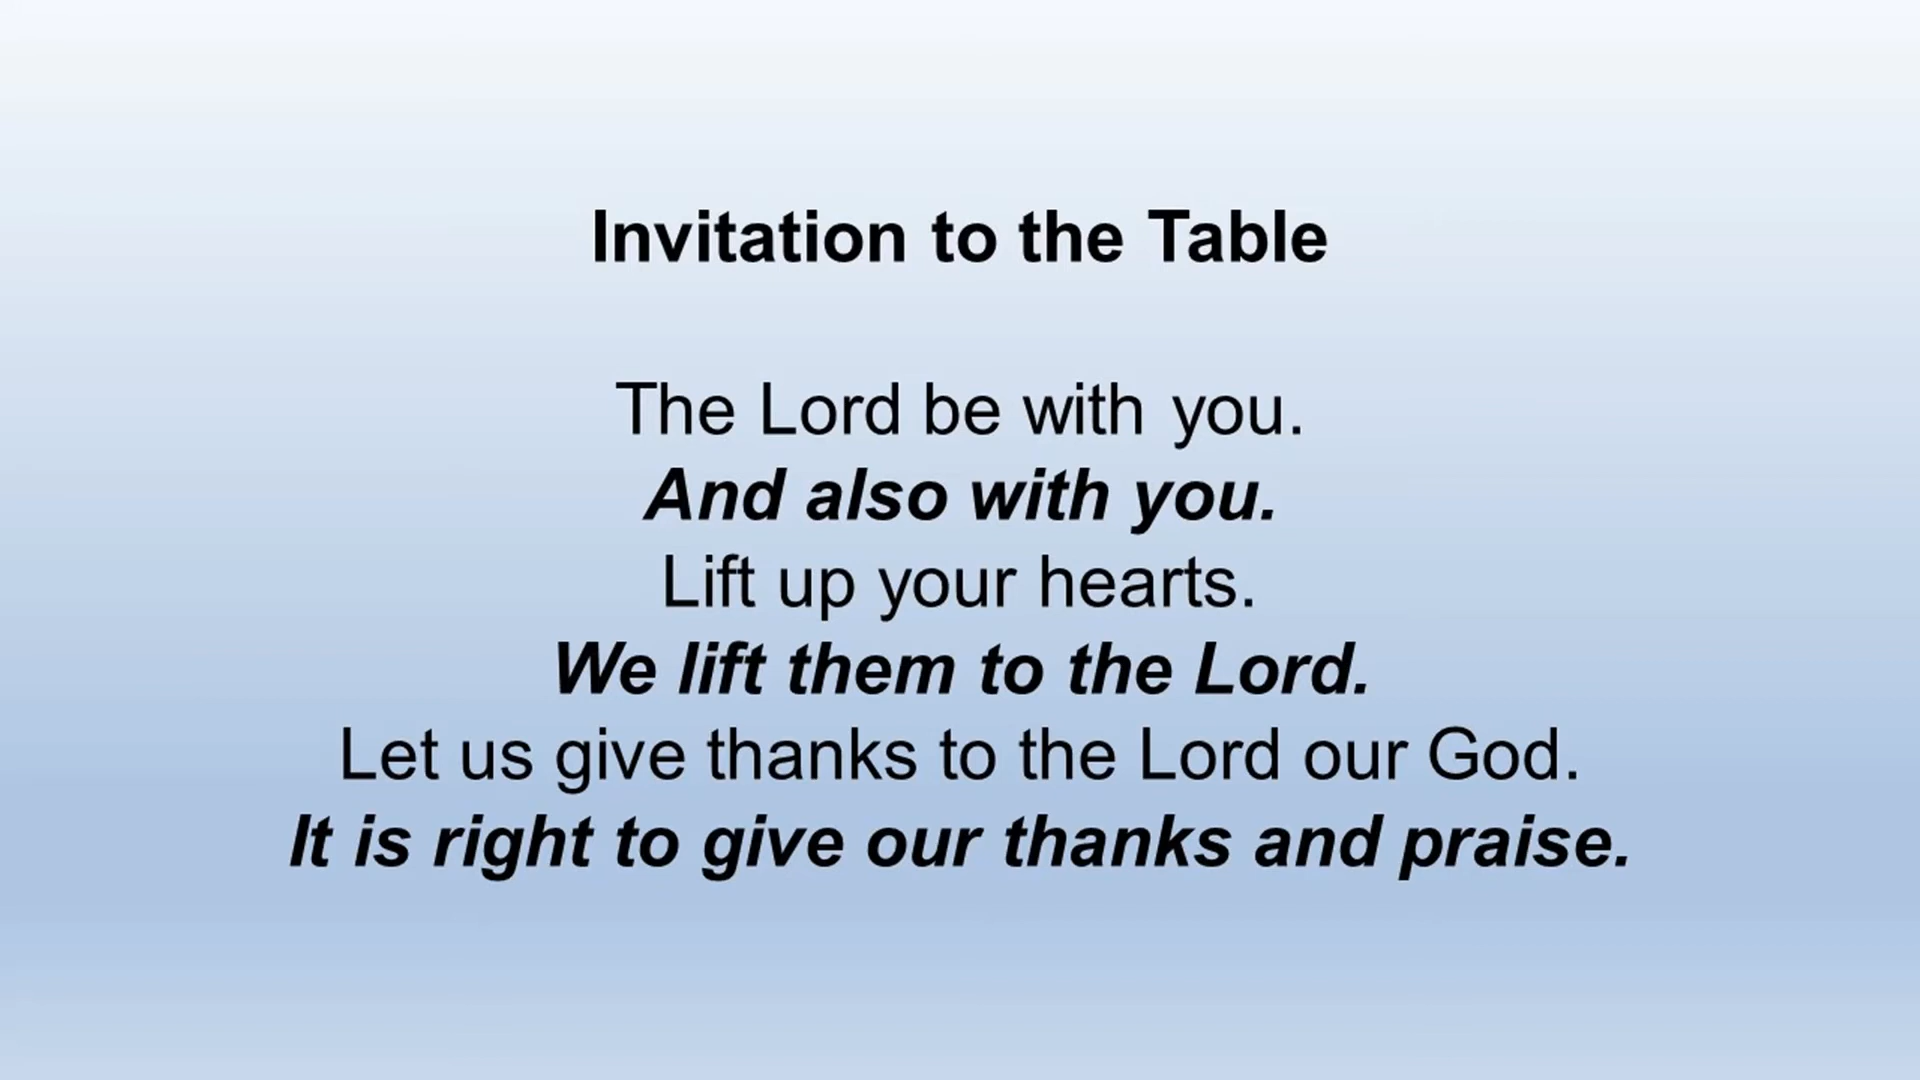 Invitation to the Table
The Lord be with you.
And also with you.
Lift up your hearts.
We lift them to the Lord.
Let us give thanks to the Lord our God.
It is right to give our thanks and praise.